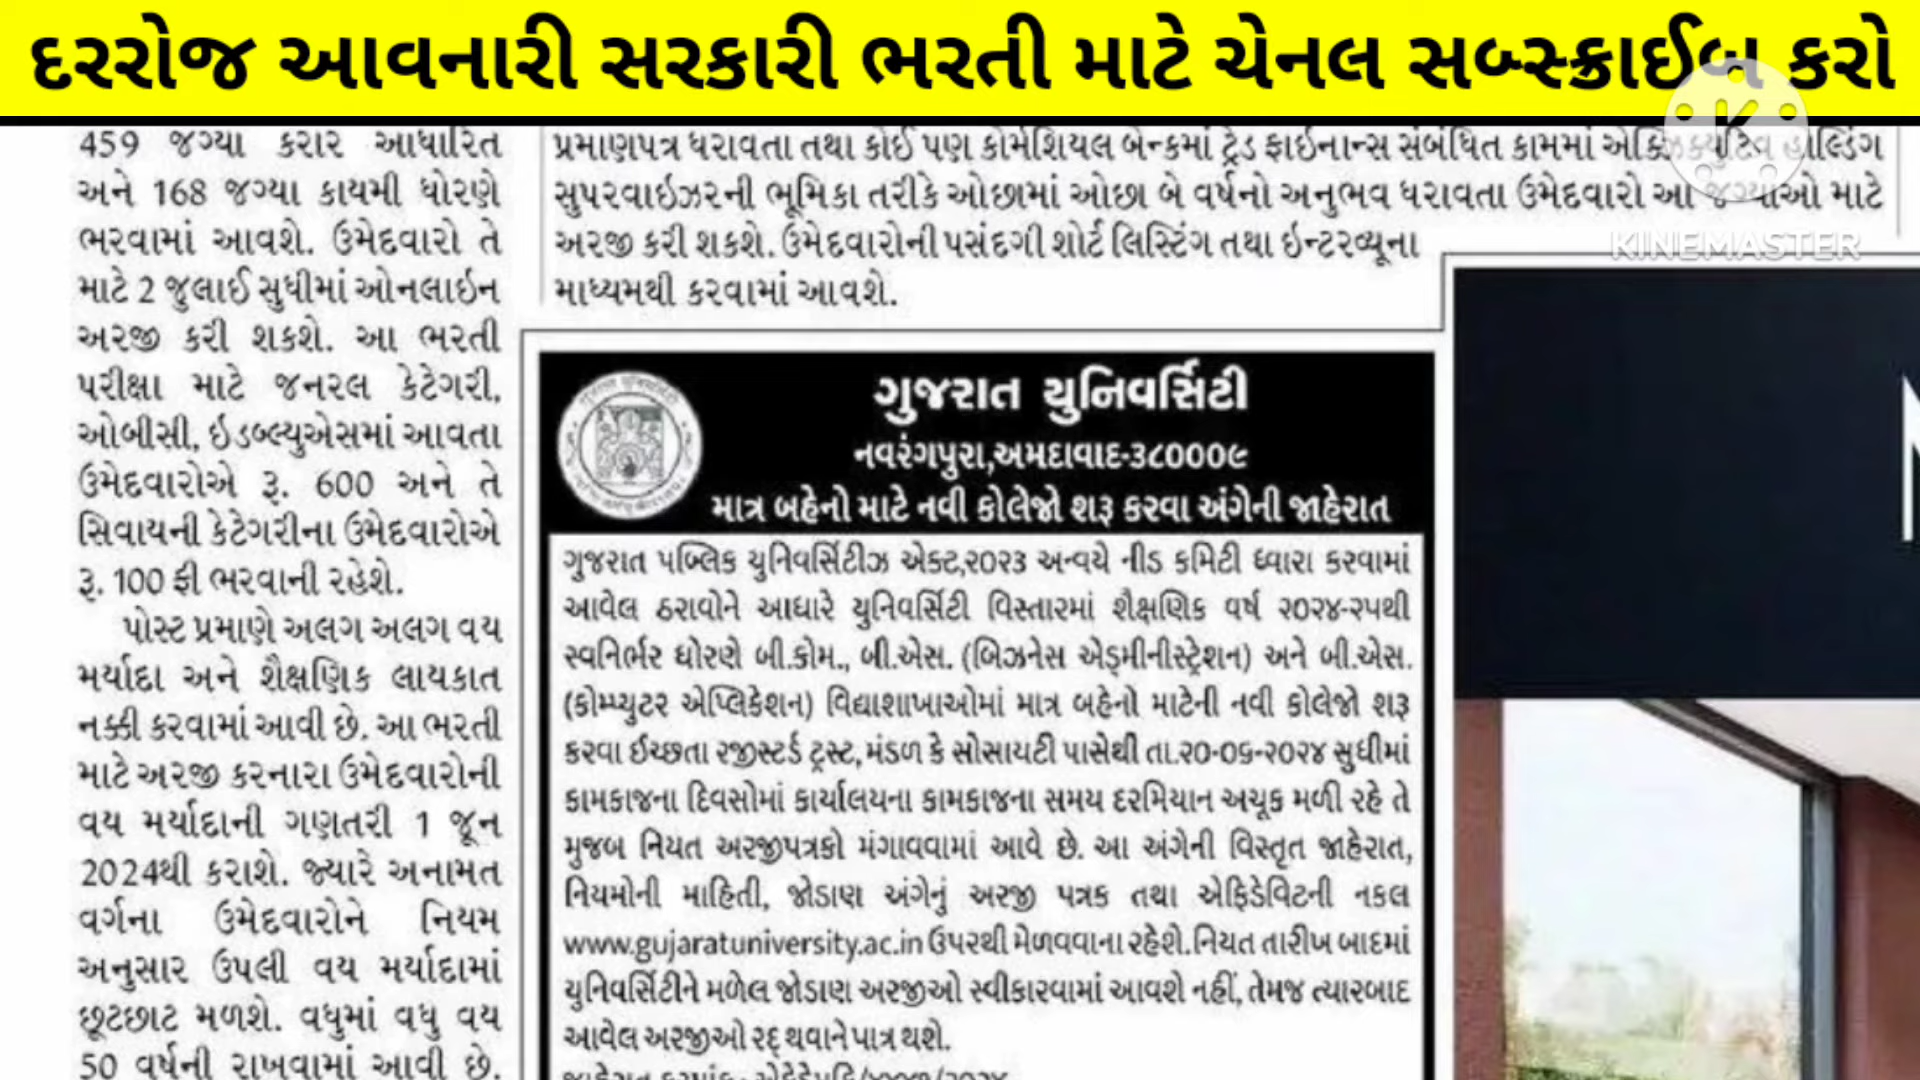 દરરોજ આવનારી સરકારી ભરતી માટે ચેનલ સબ્સ્ક્રાઈબ કરો
KINEMASTER
459 જગ્યા કરાર આધારિત
અને 168 જગ્યા કાયમી ધોરણે
ભરવામાં આવશે. ઉમેદવારો તે
માટે 2 જુલાઈ સુધીમાં ઓનલાઇન
અરજી કરી શકશે. આ ભરતી
પરીક્ષા માટે જનરલ કેટેગરી,
ઓબીસી, ઇડબ્લ્યુએસમાં આવતા
ઉમેદવારોએ રૂ. 600 અને તે
સિવાયની કેટેગરીના ઉમેદવારોએ
રૂ. 100 ફી ભરવાની રહેશે.
પોસ્ટ પ્રમાણે અલગ અલગ વય
મર્યાદા અને શૈક્ષણિક લાયકાત
નક્કી કરવામાં આવી છે. આ ભરતી
માટે અરજી કરનારા ઉમેદવારોની
વય મર્યાદાની ગણતરી 1 જૂન
2024થી કરાશે. જ્યારે અનામત
વર્ગના ઉમેદવારોને નિયમ
અનુસાર ઉપલી વય મર્યાદામાં
છૂટછાટ મળશે. વધુમાં વધુ વય
50 વર્ષની રાખવામાં આવી છે.
પ્રમાણપત્ર ધરાવતા તથા કોઈ પણ કોમેશિયલ બેન્કમાં ટ્રેડ ફાઇનાન્સ સંબંધિત કામમાં એક્ઝિક્યુટિવ હોલ્ડિંગ
સુપરવાઇઝરની ભૂમિકા તરીકે ઓછામાં ઓછા બે વર્ષનો અનુભવ ધરાવતા ઉમેદવારો આ જગ્યાઓ માટે
અરજી કરી શકશે. ઉમેદવારોની પસંદગી શોર્ટ લિસ્ટિંગ તથા ઇન્ટરવ્યૂના
માધ્યમથી કરવામાં આવશે.
ગુજરાત યુનિવર્સિટી
નવરંગપુરા,અમદાવાદ-૩૮૦૦૦૯
માત્ર બહેનો માટે નવી કોલેજો શરૂ કરવા અંગેની જાહેરાત
ગુજરાત પબ્લિક યુનિવર્સિટીઝ એક્ટ,૨૦૨૩ અન્વયે નીડ કમિટી ધ્વારા કરવામાં
આવેલ ઠરાવોને આધારે યુનિવર્સિટી વિસ્તારમાં શૈક્ષણિક વર્ષ ૨૦૨૪-૨૫થી
સ્વનિર્ભર ધોરણે બી.કોમ., બી.એસ. (બિઝનેસ એડ્મીનીસ્ટ્રેશન) અને બી.એસ.
(કોમ્પ્યુટર એપ્લિકેશન) વિદ્યાશાખાઓમાં માત્ર બહેનો માટેની નવી કોલેજો શરૂ
કરવા ઈચ્છતા રજીસ્ટર્ડ ટ્રસ્ટ, મંડળ કે સોસાયટી પાસેથી તા.૨૦-૦૬-૨૦૨૪ સુધીમાં
કામકાજના દિવસોમાં કાર્યાલયના કામકાજના સમય દરમિયાન અચૂક મળી રહે તે
મુજબ નિયત અરજીપત્રકો મંગાવવામાં આવે છે. આ અંગેની વિસ્તૃત જાહેરાત,
નિયમોની માહિતી, જોડાણ અંગેનું અરજી પત્રક તથા એફિડેવિટની નકલ
www.gujaratuniversity.ac.in ઉપરથી મેળવવાના રહેશે.નિયત તારીખ બાદમાં
યુનિવર્સિટીને મળેલ જોડાણ અરજીઓ સ્વીકારવામાં આવશે નહીં, તેમજ ત્યારબાદ
આવેલ અરજીઓ રદ્દ થવાને પાત્ર થશે.